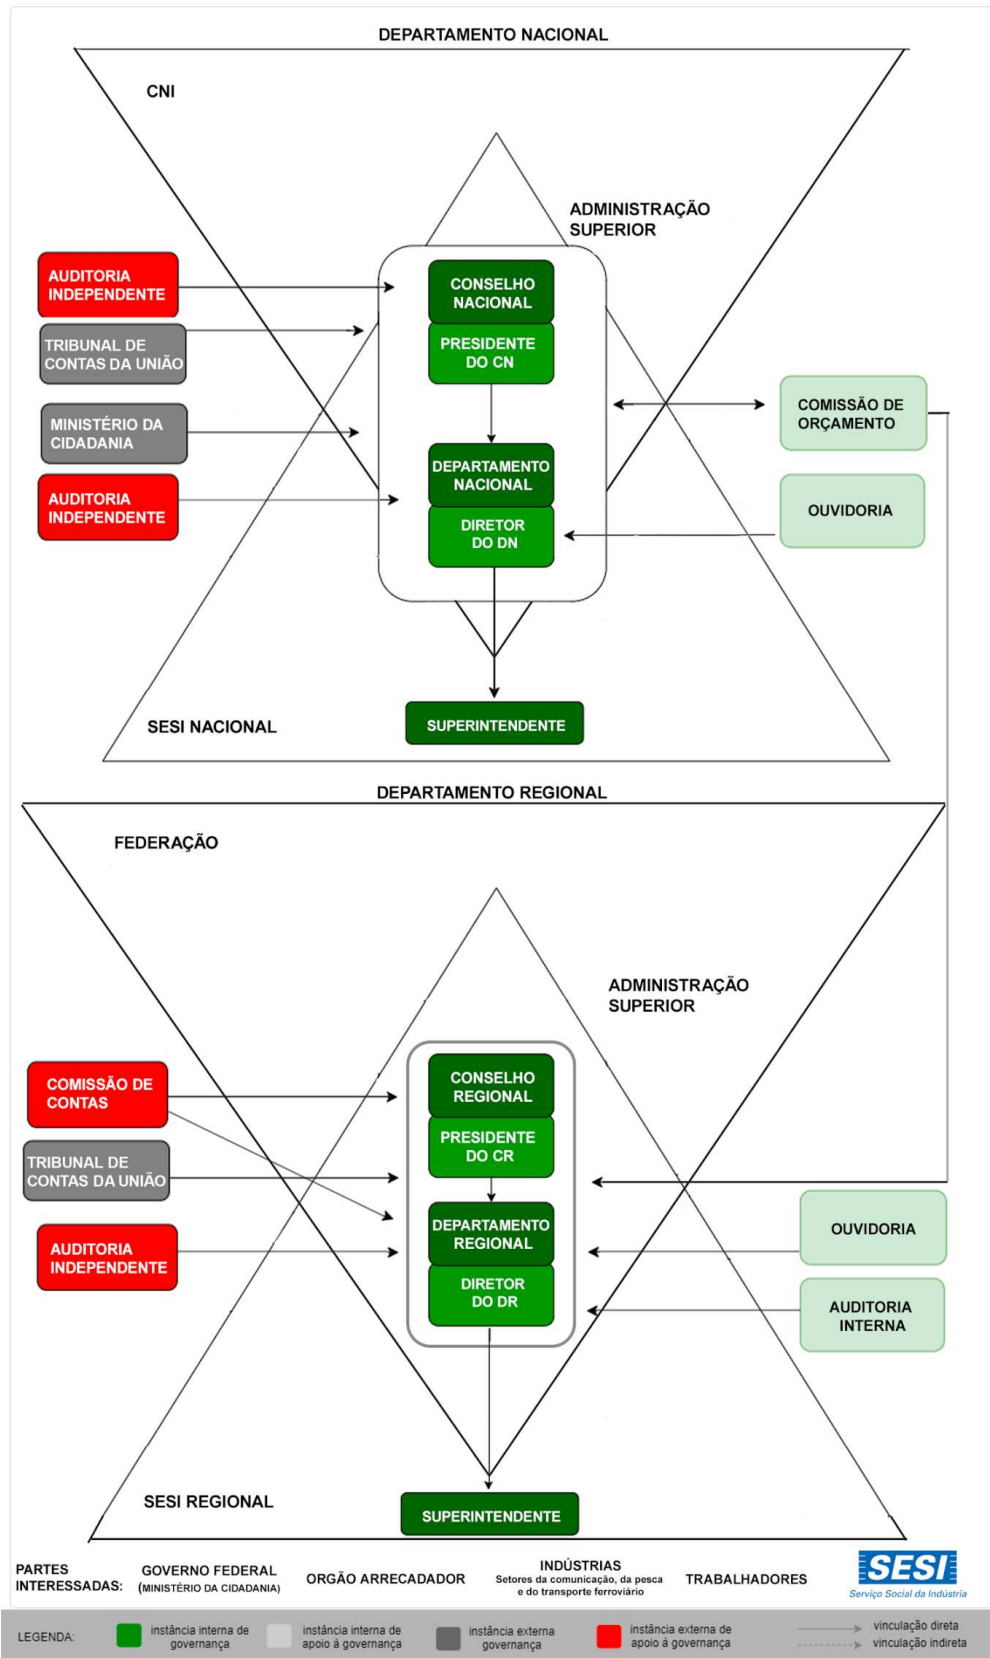 DEPARTAMENTO NACIONAL
CNI
ADMINISTRAÇÃO
SUPERIOR
AUDITORIA
INDEPENDENTE
CONSELHO
NACIONAL
TRIBUNAL DE
CONTAS DA UNIÃO
PRESIDENTE
DO CN
MINISTÉRIO DA
CIDADANIA
COMISSÃO DE
ORÇAMENTO
AUDITORIA
INDEPENDENTE
DEPARTAMENTO
NACIONAL
OUVIDORIA
DIRETOR
DO DN
SESI NACIONAL
SUPERINTENDENTE
DEPARTAMENTO REGIONAL
FEDERAÇÃO
ADMINISTRAÇÃO
SUPERIOR
COMISSÃO DE
CONTAS
CONSELHO
REGIONAL
TRIBUNAL DE
CONTAS DA UNIÃO
PRESIDENTE
DO CR
AUDITORIA
INDEPENDENTE
DEPARTAMENTO
REGIONAL
OUVIDORIA
DIRETOR
DO DR
AUDITORIA
INTERNA
SESI REGIONAL
SUPERINTENDENTE
PARTES
INTERESSADAS:
GOVERNO FEDERAL
(MINISTÉRIO DA CIDADANIA)
ORGÃO ARRECADADOR
INDÚSTRIAS
Setores da comunicação, da pesca
e do transporte ferroviário
TRABALHADORES
SESI
Serviço Social da Indústria
LEGENDA:
instância interna de
governança
instância interna de
apoio à governança
instância externa
governança
instância externa de
apoio à governança
vinculação direta
vinculação indireta